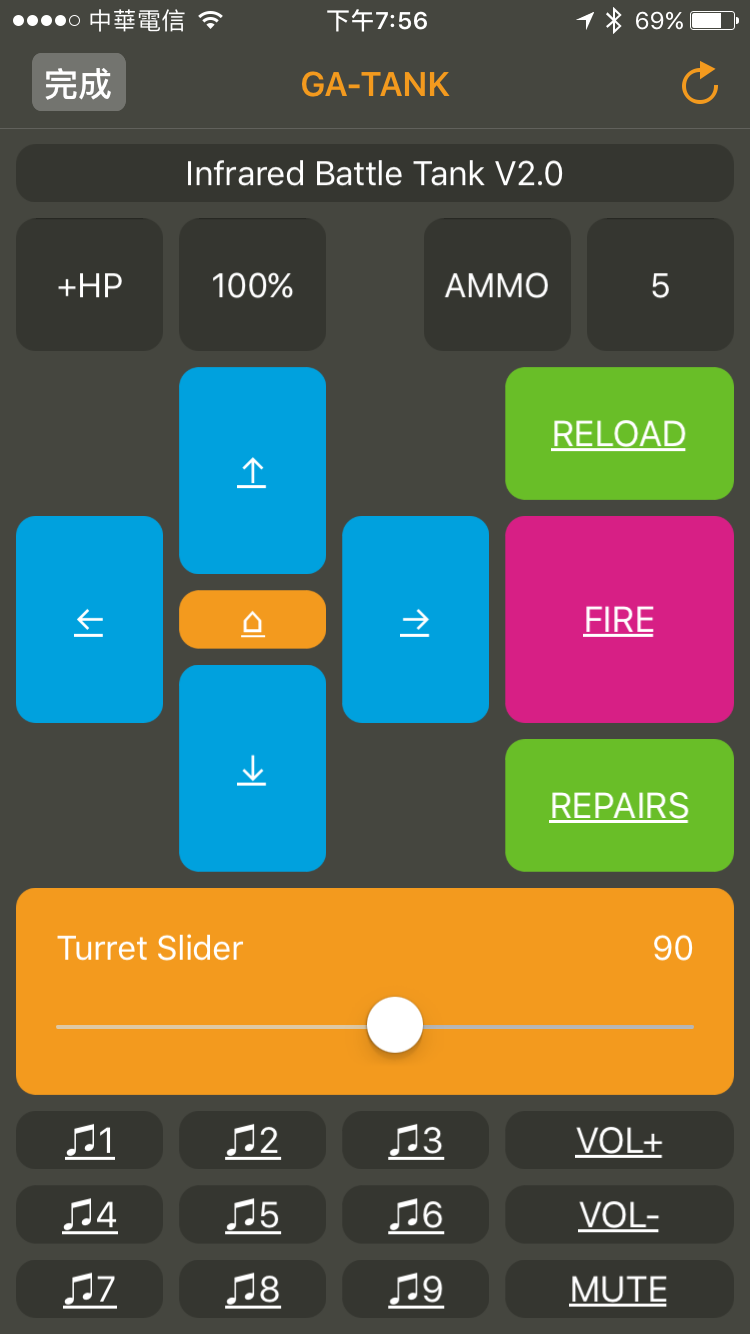 中華電信 下午7:56 69%
完成 GA-TANK
Infrared Battle Tank V2.0
+HP 100% AMMO 5
↑ RELOAD
← ⌂ → FIRE
↓ REPAIRS
Turret Slider 90
♫1 ♫2 ♫3 VOL+
♫4 ♫5 ♫6 VOL-
♫7 ♫8 ♫9 MUTE